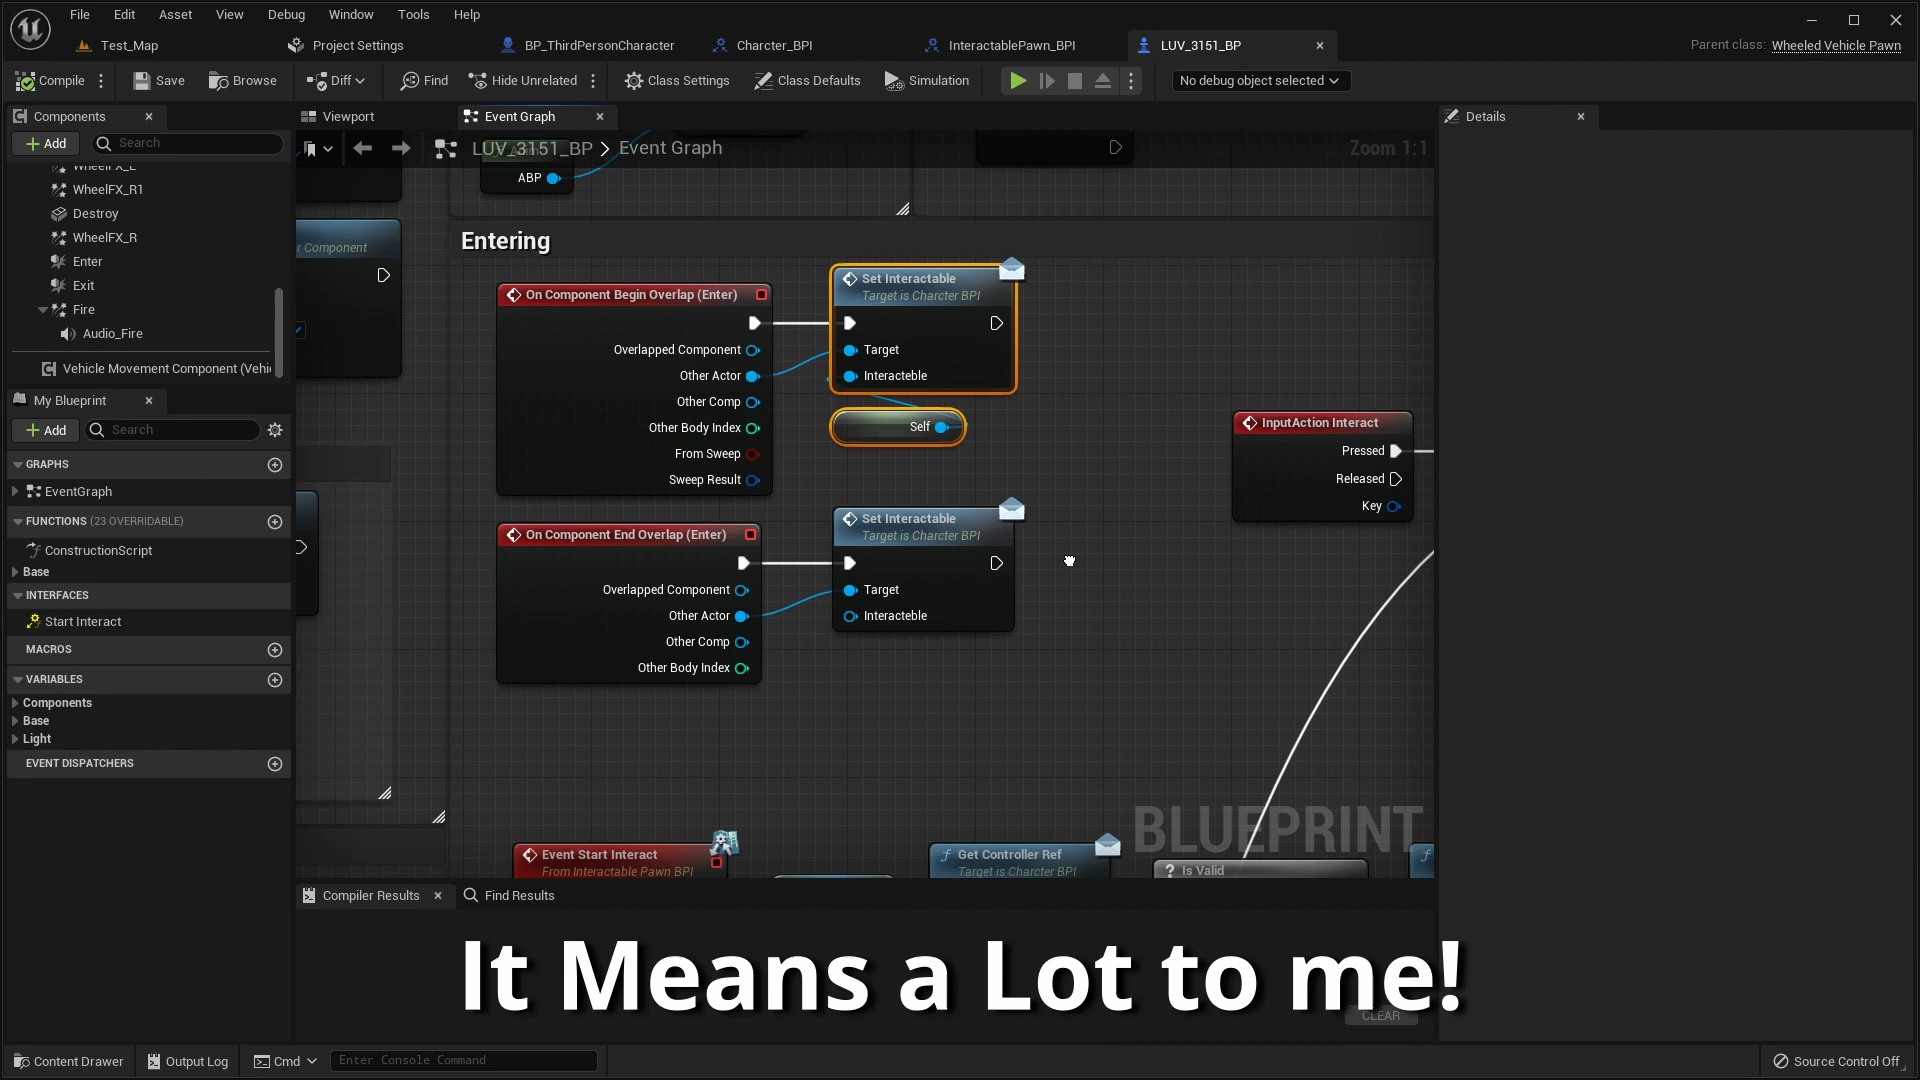 File Edit Asset View Debug Window Tools Help
Test_Map Project Settings BP_ThirdPersonCharacter Charcter_BPI InteractablePawn_BPI LUV_3151_BP Parent class: Wheeled Vehicle Pawn
Compile Save Browse Diff Find Hide Unrelated Class Settings Class Defaults Simulation No debug object selected
Components
Add Search
WheelFX_L
WheelFX_R1
Destroy
WheelFX_R
Enter
Exit
Fire
Audio_Fire
Vehicle Movement Component (Vehi
My Blueprint
Add Search
GRAPHS
EventGraph
FUNCTIONS (23 OVERRIDABLE)
ConstructionScript
Base
INTERFACES
Start Interact
MACROS
VARIABLES
Components
Base
Light
EVENT DISPATCHERS
Viewport Event Graph
LUV_3151_BP > Event Graph Zoom 1:1
ABP
r Component
Entering
On Component Begin Overlap (Enter)
Overlapped Component
Other Actor
Other Comp
Other Body Index
From Sweep
Sweep Result
Set Interactable
Target is Charcter BPI
Target
Interacteble
Self
On Component End Overlap (Enter)
Overlapped Component
Other Actor
Other Comp
Other Body Index
Set Interactable
Target is Charcter BPI
Target
Interacteble
InputAction Interact
Pressed
Released
Key
BLUEPRINT
Event Start Interact
From Interactable Pawn BPI
Get Controller Ref
Target is Charcter BPI
? Is Valid
Details
Compiler Results Find Results
It Means a Lot to me!
CLEAR
Content Drawer Output Log Cmd Enter Console Command Source Control Off